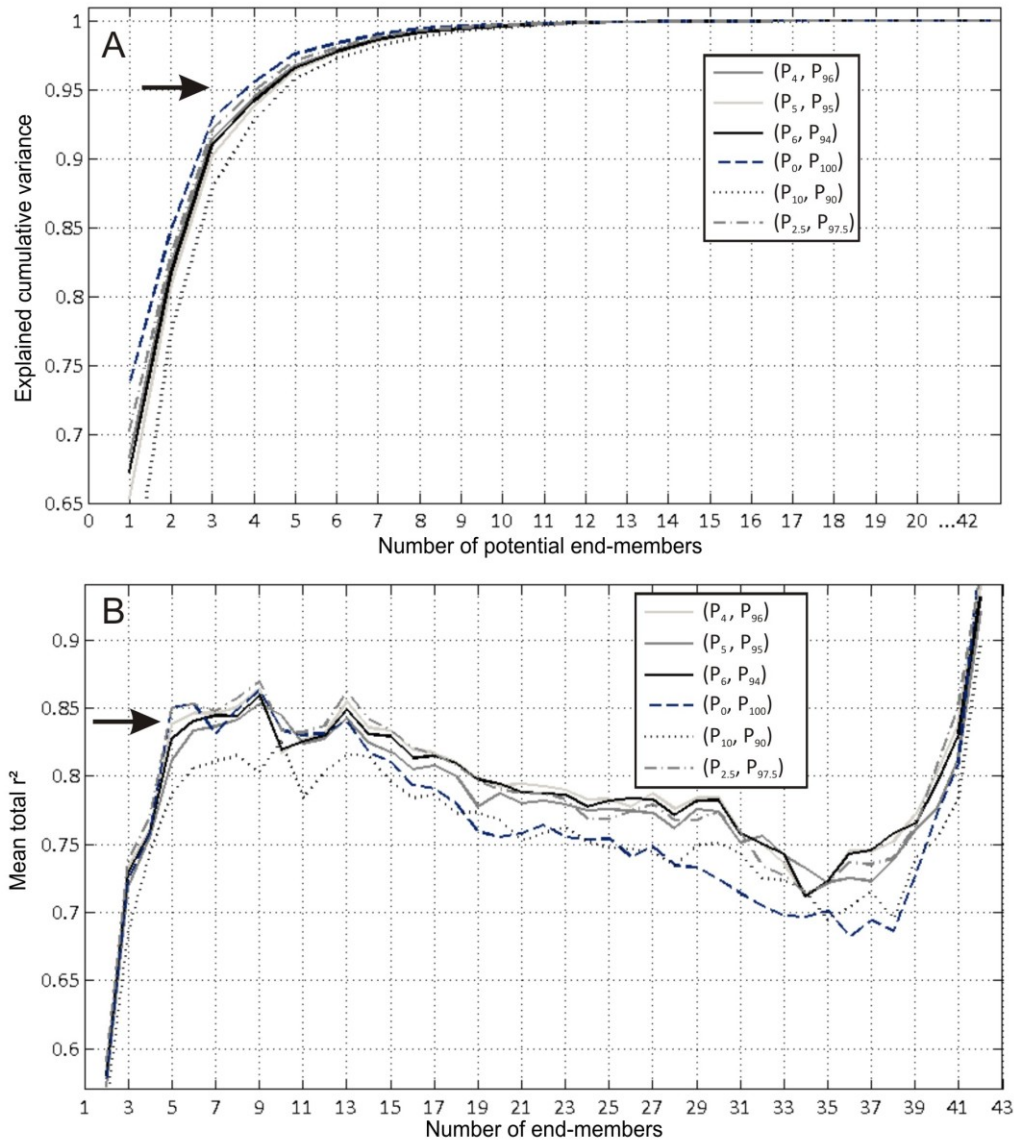 A
Explained cumulative variance
1
0.95
0.9
0.85
0.8
0.75
0.7
0.65
(P4, P96)
(P5, P95)
(P6, P94)
(P0, P100)
(P10, P90)
(P2.5, P97.5)
0 1 2 3 4 5 6 7 8 9 10 11 12 13 14 15 16 17 18 19 20 ...42
Number of potential end-members
B
Mean total r²
0.9
0.85
0.8
0.75
0.7
0.65
0.6
(P4, P96)
(P5, P95)
(P6, P94)
(P0, P100)
(P10, P90)
(P2.5, P97.5)
1 3 5 7 9 11 13 15 17 19 21 23 25 27 29 31 33 35 37 39 41 43
Number of end-members